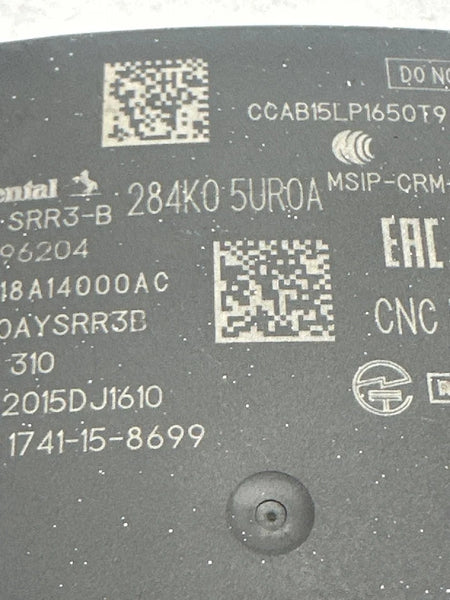 DO NO
CCAB15LP1650T9
ental
SRR3-B
284K0 5UR0A
MSIP-CRM-
96204
18A14000AC
0AYSRR3B
EAC
CNC
310
2015DJ1610
1741-15-8699